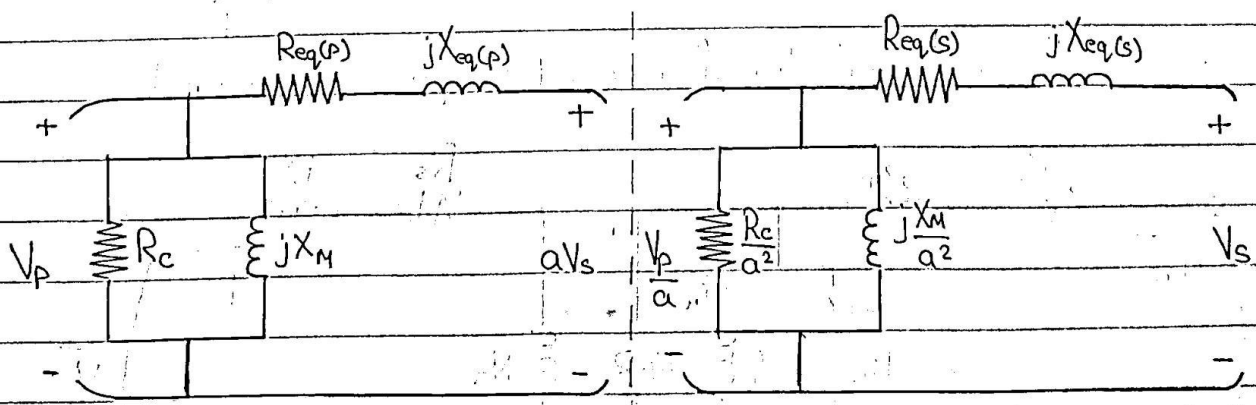 Req(p) jXeq(p) Req(s) jXeq(s)
+ + + +
Vp Rc jXM aVs Vp/a Rc/a² jXM/a² Vs
- - - -